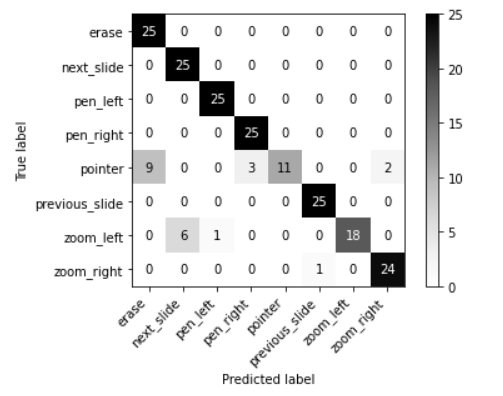 erase 25 0 0 0 0 0 0 0
next_slide 0 25 0 0 0 0 0 0
pen_left 0 0 25 0 0 0 0 0
pen_right 0 0 0 25 0 0 0 0
pointer 9 0 0 3 11 0 0 2
previous_slide 0 0 0 0 0 25 0 0
zoom_left 0 6 1 0 0 0 18 0
zoom_right 0 0 0 0 0 1 0 24
True label
erase
next_slide
pen_left
pen_right
pointer
previous_slide
zoom_left
zoom_right
Predicted label
25
20
15
10
5
0